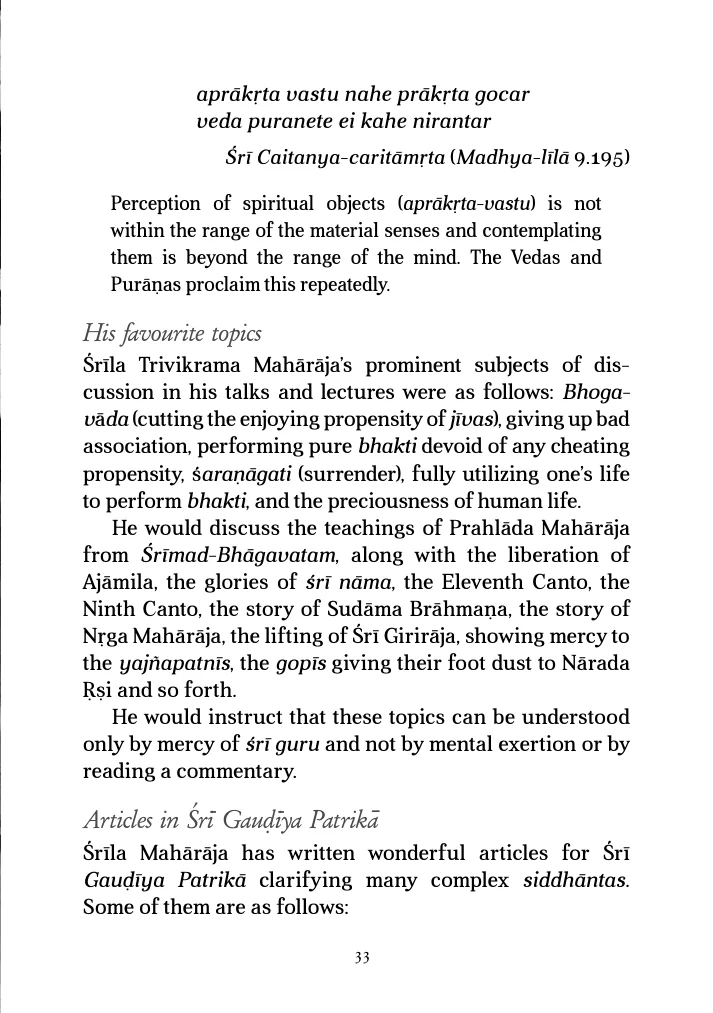 aprākṛta vastu nahe prākṛta gocar
veda puranete ei kahe nirantar
Śrī Caitanya-caritāmṛta (Madhya-līlā 9.195)
Perception of spiritual objects (aprākṛta-vastu) is not
within the range of the material senses and contemplating
them is beyond the range of the mind. The Vedas and
Purāṇas proclaim this repeatedly.
His favourite topics
Śrīla Trivikrama Mahārāja's prominent subjects of dis-
cussion in his talks and lectures were as follows: Bhoga-
vāda (cutting the enjoying propensity of jīvas), giving up bad
association, performing pure bhakti devoid of any cheating
propensity, śaraṇāgati (surrender), fully utilizing one's life
to perform bhakti, and the preciousness of human life.
He would discuss the teachings of Prahlāda Mahārāja
from Śrīmad-Bhāgavatam, along with the liberation of
Ajāmila, the glories of śrī nāma, the Eleventh Canto, the
Ninth Canto, the story of Sudāma Brāhmaṇa, the story of
Nṛga Mahārāja, the lifting of Śrī Girirāja, showing mercy to
the yajñapatnīs, the gopīs giving their foot dust to Nārada
Ṛṣi and so forth.
He would instruct that these topics can be understood
only by mercy of śrī guru and not by mental exertion or by
reading a commentary.
Articles in Śrī Gauḍīya Patrikā
Śrīla Mahārāja has written wonderful articles for Śrī
Gauḍīya Patrikā clarifying many complex siddhāntas.
Some of them are as follows:
33